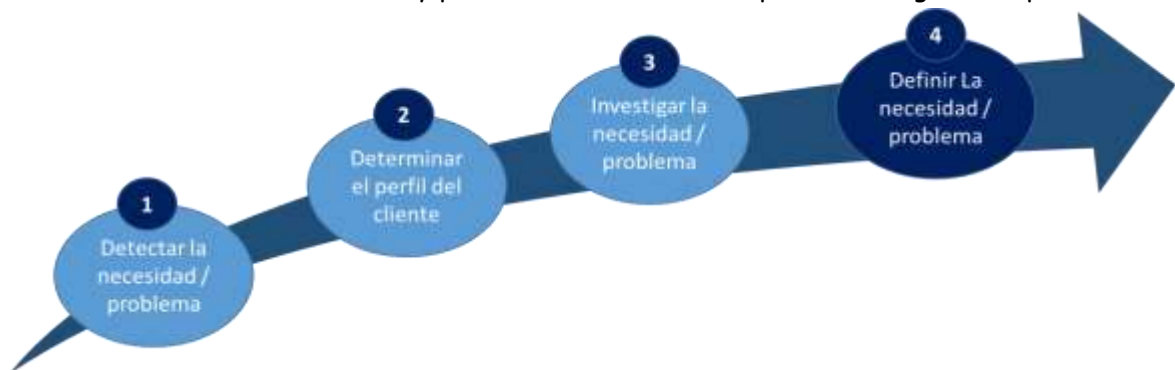 1
Detectar la
necesidad /
problema
2
Determinar
el perfil del
cliente
3
Investigar la
necesidad /
problema
4
Definir La
necesidad /
problema